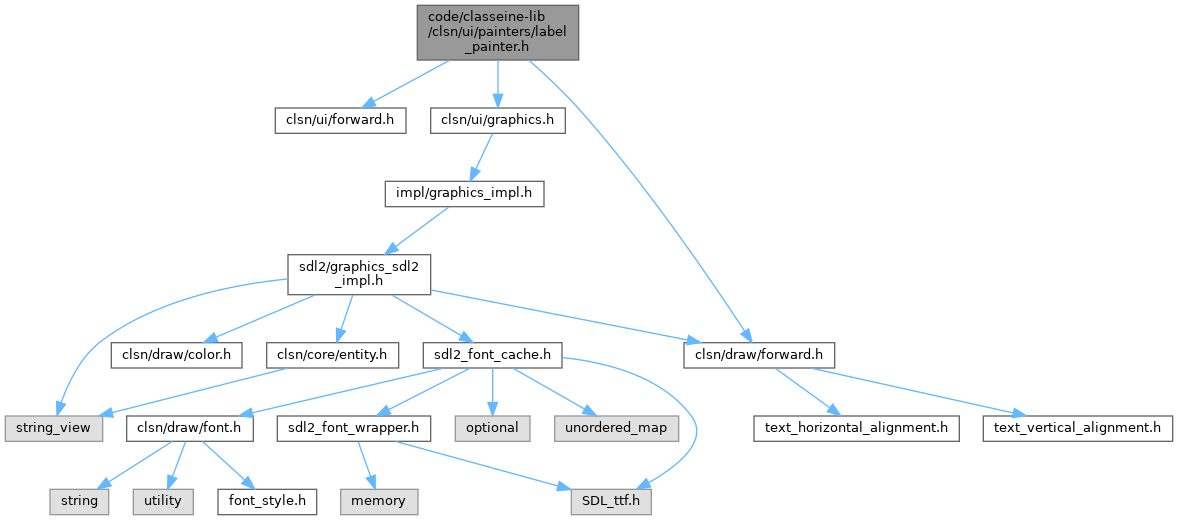 code/classeine-lib
/clsn/ui/painters/label
_painter.h
clsn/ui/forward.h
clsn/ui/graphics.h
impl/graphics_impl.h
sdl2/graphics_sdl2
_impl.h
clsn/draw/color.h
clsn/core/entity.h
sdl2_font_cache.h
clsn/draw/forward.h
string_view
clsn/draw/font.h
sdl2_font_wrapper.h
optional
unordered_map
text_horizontal_alignment.h
text_vertical_alignment.h
string
utility
font_style.h
memory
SDL_ttf.h